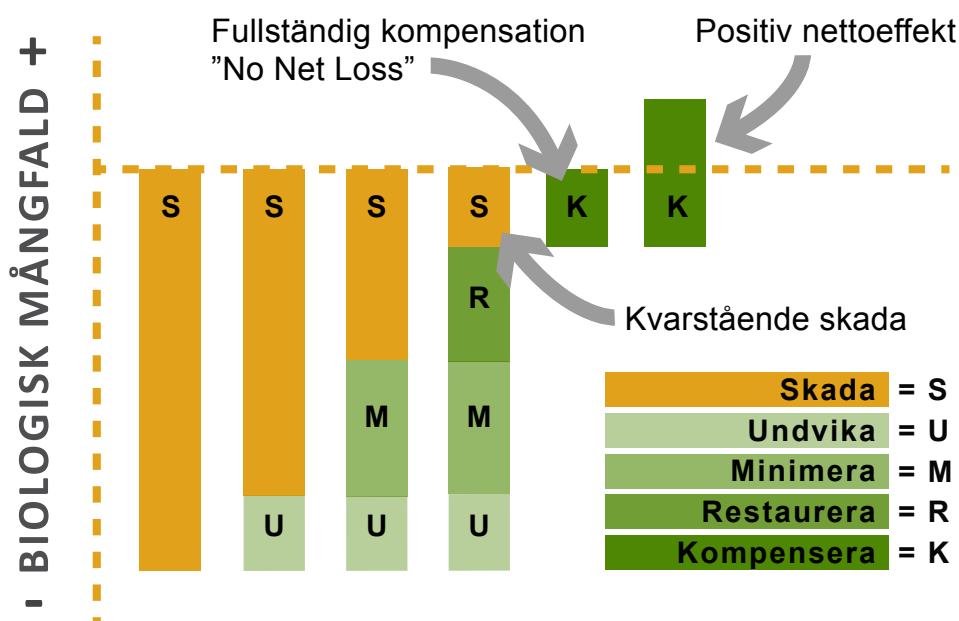 - BIOLOGISK MÅNGFALD +
Fullständig kompensation
”No Net Loss”
Positiv nettoeffekt
S
S
S
S
K
K
R
M
M
U
U
U
Kvarstående skada
Skada = S
Undvika = U
Minimera = M
Restaurera = R
Kompensera = K